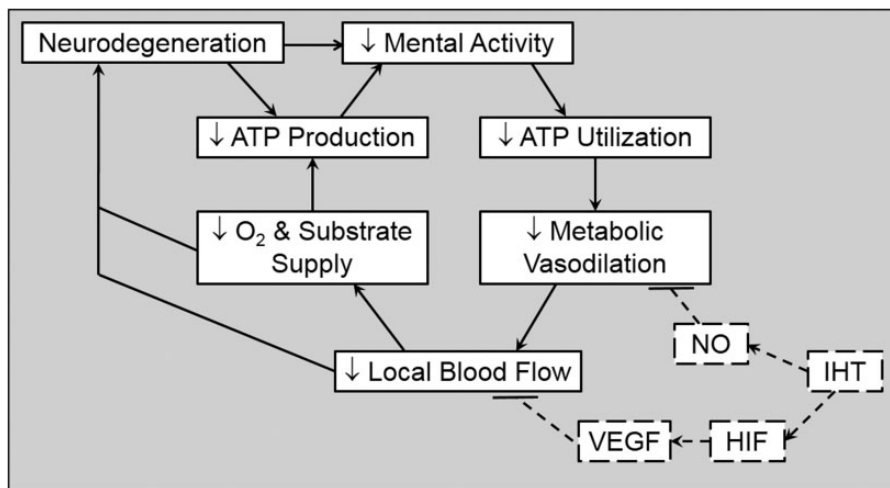 Neurodegeneration
↓ Mental Activity
↓ ATP Production
↓ ATP Utilization
↓ O₂ & Substrate
Supply
↓ Metabolic
Vasodilation
NO
IHT
↓ Local Blood Flow
VEGF
HIF